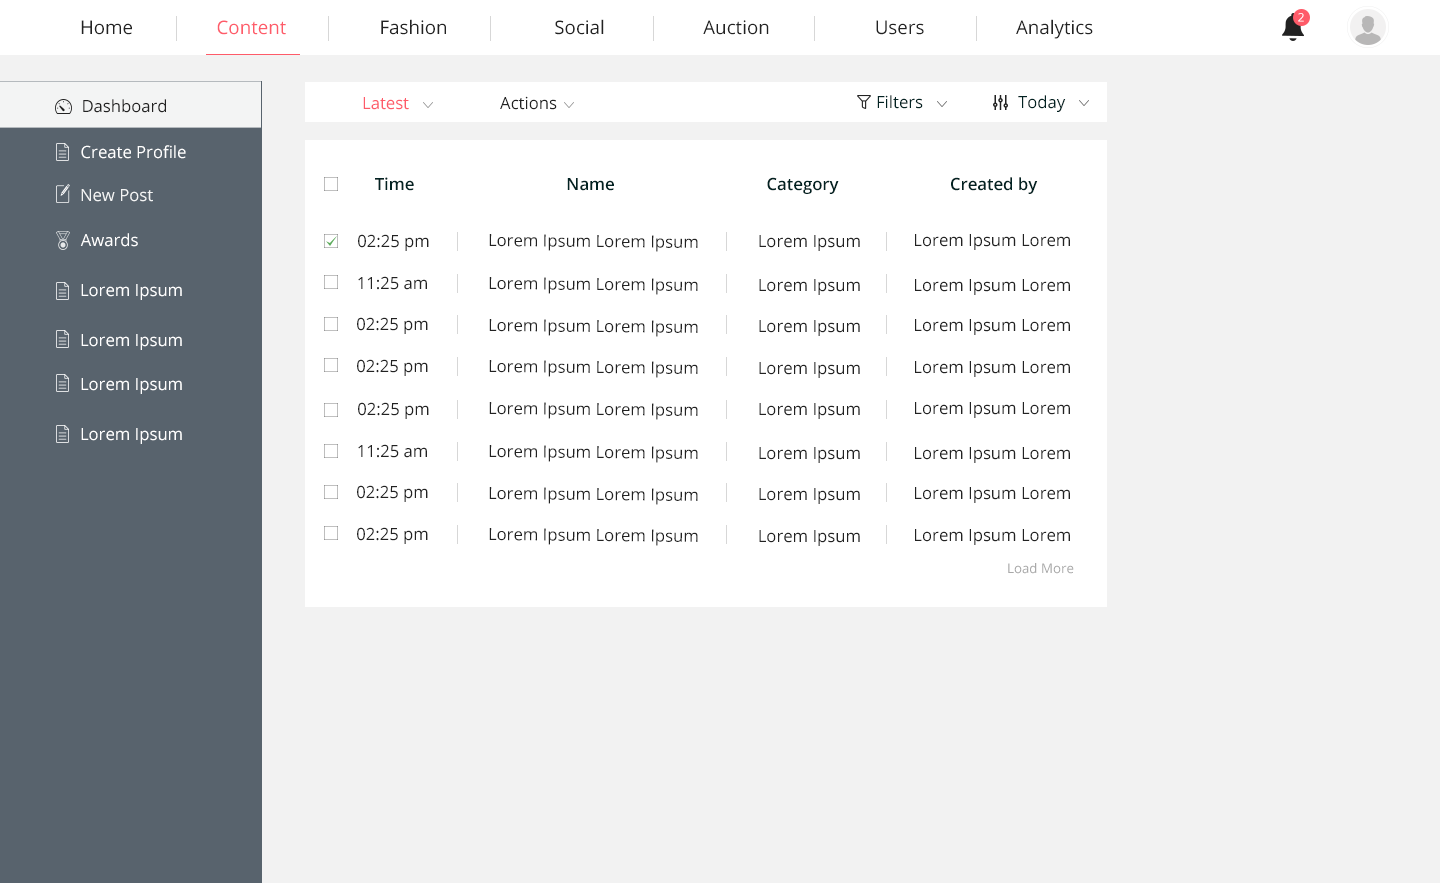 Home Content Fashion Social Auction Users Analytics 2
Dashboard
Create Profile
New Post
Awards
Lorem Ipsum
Lorem Ipsum
Lorem Ipsum
Lorem Ipsum
Latest Actions Filters Today
Time Name Category Created by
02:25 pm Lorem Ipsum Lorem Ipsum Lorem Ipsum Lorem Ipsum Lorem
11:25 am Lorem Ipsum Lorem Ipsum Lorem Ipsum Lorem Ipsum Lorem
02:25 pm Lorem Ipsum Lorem Ipsum Lorem Ipsum Lorem Ipsum Lorem
02:25 pm Lorem Ipsum Lorem Ipsum Lorem Ipsum Lorem Ipsum Lorem
02:25 pm Lorem Ipsum Lorem Ipsum Lorem Ipsum Lorem Ipsum Lorem
11:25 am Lorem Ipsum Lorem Ipsum Lorem Ipsum Lorem Ipsum Lorem
02:25 pm Lorem Ipsum Lorem Ipsum Lorem Ipsum Lorem Ipsum Lorem
02:25 pm Lorem Ipsum Lorem Ipsum Lorem Ipsum Lorem Ipsum Lorem
Load More